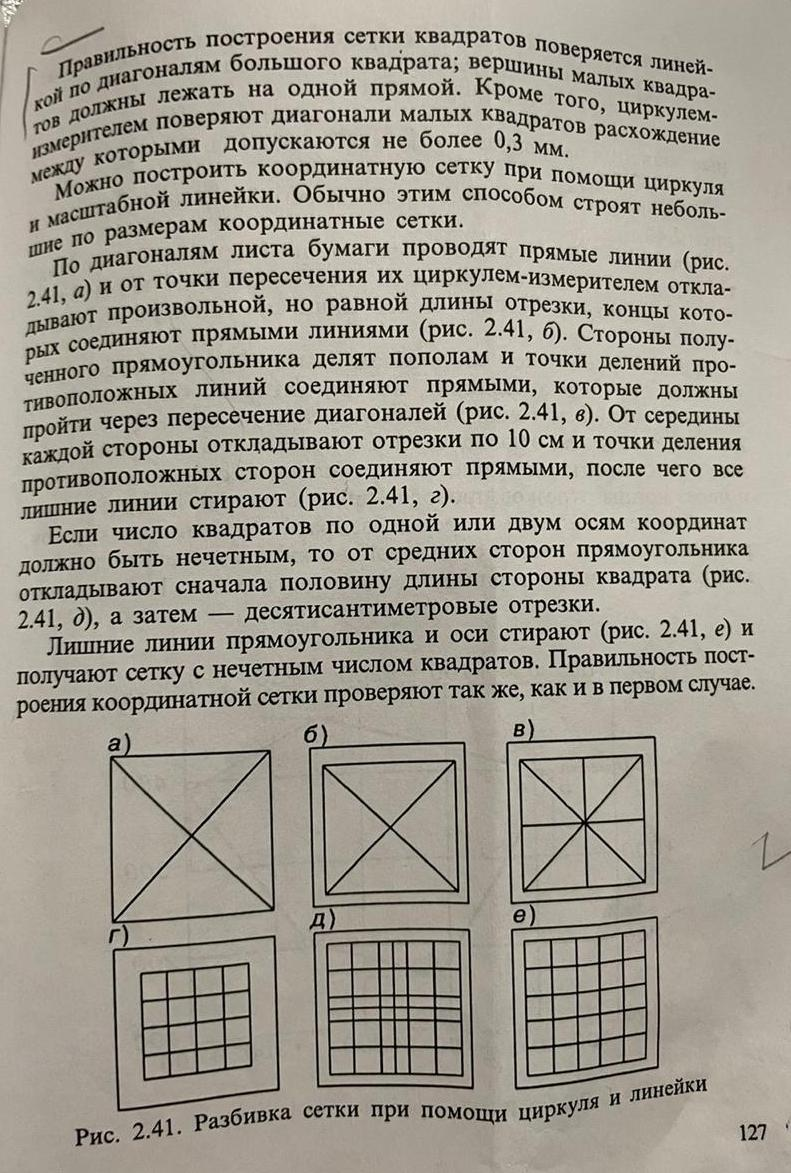 Правильность построения сетки квадратов поверяется линей-
кой по диагоналям большого квадрата; вершины малых квадра-
тов должны лежать на одной прямой. Кроме того, циркулем-
измерителем поверяют диагонали малых квадратов расхождение
между которыми допускаются не более 0,3 мм.
Можно построить координатную сетку при помощи циркуля
и масштабной линейки. Обычно этим способом строят неболь-
шие по размерам координатные сетки.
По диагоналям листа бумаги проводят прямые линии (рис.
2.41, а) и от точки пересечения их циркулем-измерителем откла-
дывают произвольной, но равной длины отрезки, концы кото-
рых соединяют прямыми линиями (рис. 2.41, б). Стороны полу-
ченного прямоугольника делят пополам и точки делений про-
тивоположных линий соединяют прямыми, которые должны
пройти через пересечение диагоналей (рис. 2.41, в). От середины
каждой стороны откладывают отрезки по 10 см и точки деления
противоположных сторон соединяют прямыми, после чего все
лишние линии стирают (рис. 2.41, г).
Если число квадратов по одной или двум осям координат
должно быть нечетным, то от средних сторон прямоугольника
откладывают сначала половину длины стороны квадрата (рис.
2.41, д), а затем — десятисантиметровые отрезки.
Лишние линии прямоугольника и оси стирают (рис. 2.41, е) и
получают сетку с нечетным числом квадратов. Правильность пост-
роения координатной сетки проверяют так же, как и в первом случае.
а) б) в)
г) д) е)
Рис. 2.41. Разбивка сетки при помощи циркуля и линейки
127